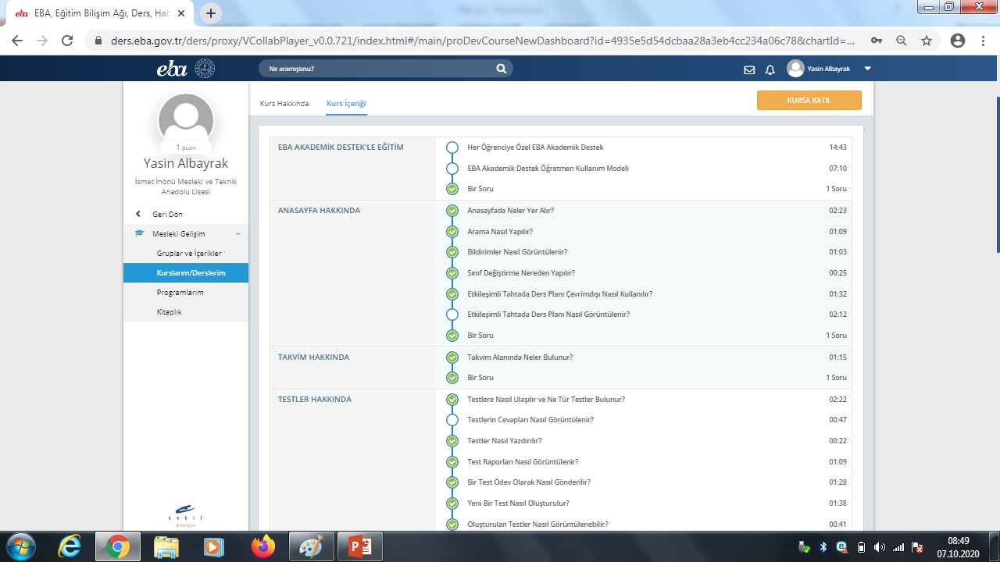 eba EBA, Eğitim Bilişim Ağı, Ders, Hab
ders.eba.gov.tr/ders/proxy/VCollabPlayer_v0.0.721/index.html#/main/proDevCourseNewDashboard?id=4935e5d54dcbaa28a3eb4cc234a06c78&chartId=...
eba
Ne aramıştınız?
Yasin Albayrak
1 puan
Yasin Albayrak
İsmet İnönü Mesleki ve Teknik
Anadolu Lisesi
Geri Dön
Mesleki Gelişim
Gruplar ve İçerikler
Kurslarım/Derslerim
Programlarım
Kitaplık
sebit
iş birliğiyle
Kurs Hakkında
Kurs İçeriği
KURSA KATIL
EBA AKADEMİK DESTEK'LE EĞİTİM
Her Öğrenciye Özel EBA Akademik Destek 14:43
EBA Akademik Destek Öğretmen Kullanım Modeli 07:10
Bir Soru 1 Soru
ANASAYFA HAKKINDA
Anasayfada Neler Yer Alır? 02:23
Arama Nasıl Yapılır? 01:09
Bildirimler Nasıl Görüntülenir? 01:03
Sınıf Değiştirme Nereden Yapılır? 00:25
Etkileşimli Tahtada Ders Planı Çevrimdışı Nasıl Kullanılır? 01:32
Etkileşimli Tahtada Ders Planı Nasıl Görüntülenir? 02:12
Bir Soru 1 Soru
TAKVİM HAKKINDA
Takvim Alanında Neler Bulunur? 01:15
Bir Soru 1 Soru
TESTLER HAKKINDA
Testlere Nasıl Ulaşılır ve Ne Tür Testler Bulunur? 02:22
Testlerin Cevapları Nasıl Görüntülenir? 00:47
Testler Nasıl Yazdırılır? 00:22
Test Raporları Nasıl Görüntülenir? 01:09
Bir Test Ödev Olarak Nasıl Gönderilir? 01:28
Yeni Bir Test Nasıl Oluşturulur? 01:38
Oluşturulan Testler Nasıl Görüntülenebilir? 00:41
08:49
07.10.2020